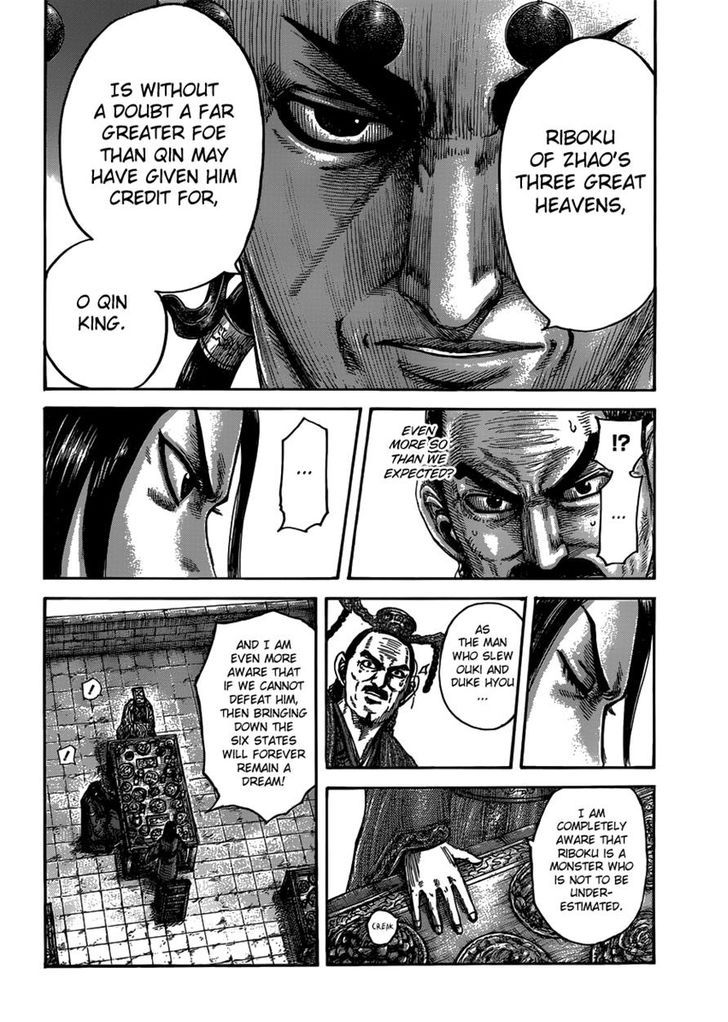 RIBOKU
OF ZHAO'S
THREE GREAT
HEAVENS,
IS WITHOUT
A DOUBT A FAR
GREATER FOE
THAN QIN MAY
HAVE GIVEN HIM
CREDIT FOR,
O QIN
KING.
!?
...
EVEN
MORE SO
THAN WE
EXPECTED?
...
AS
THE MAN
WHO SLEW
OUKI AND
DUKE HYOU
...
I AM
COMPLETELY
AWARE THAT
RIBOKU IS A
MONSTER WHO
IS NOT TO BE
UNDER-
ESTIMATED.
CREAK
AND I AM
EVEN MORE
AWARE THAT
IF WE CANNOT
DEFEAT HIM,
THEN BRINGING
DOWN THE
SIX STATES
WILL FOREVER
REMAIN A
DREAM!
!
!